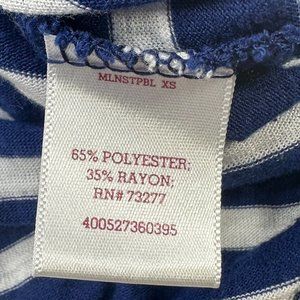 MLNSTPBL XS
65% POLYESTER;
35% RAYON;
RN# 73277
400527360395